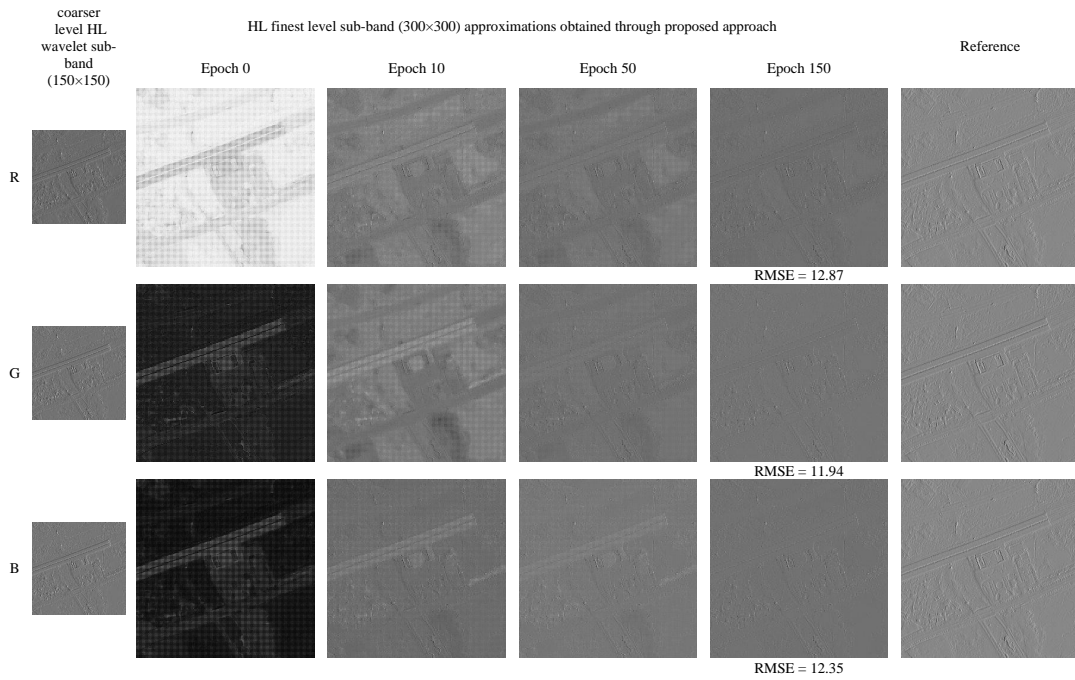 coarser
level HL
wavelet sub-
band
(150×150)
HL finest level sub-band (300×300) approximations obtained through proposed approach
Reference
Epoch 0
Epoch 10
Epoch 50
Epoch 150
R
RMSE = 12.87
G
RMSE = 11.94
B
RMSE = 12.35